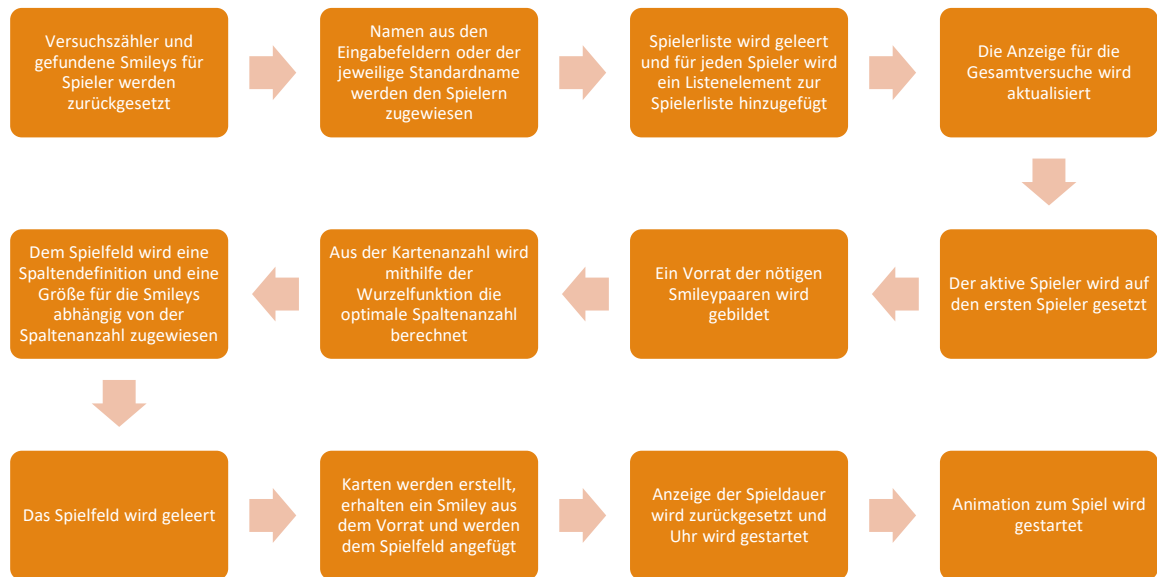 Versuchszähler und
gefundene Smileys für
Spieler werden
zurückgesetzt
Namen aus den
Eingabefeldern oder der
jeweilige Standardname
werden den Spielern
zugewiesen
Spielerliste wird geleert
und für jeden Spieler wird
ein Listenelement zur
Spielerliste hinzugefügt
Die Anzeige für die
Gesamtversuche wird
aktualisiert
Der aktive Spieler wird auf
den ersten Spieler gesetzt
Ein Vorrat der nötigen
Smileypaaren wird
gebildet
Aus der Kartenanzahl wird
mithilfe der
Wurzelfunktion die
optimale Spaltenanzahl
berechnet
Dem Spielfeld wird eine
Spaltendefinition und eine
Größe für die Smileys
abhängig von der
Spaltenanzahl zugewiesen
Das Spielfeld wird geleert
Karten werden erstellt,
erhalten ein Smiley aus
dem Vorrat und werden
dem Spielfeld angefügt
Anzeige der Spieldauer
wird zurückgesetzt und
Uhr wird gestartet
Animation zum Spiel wird
gestartet